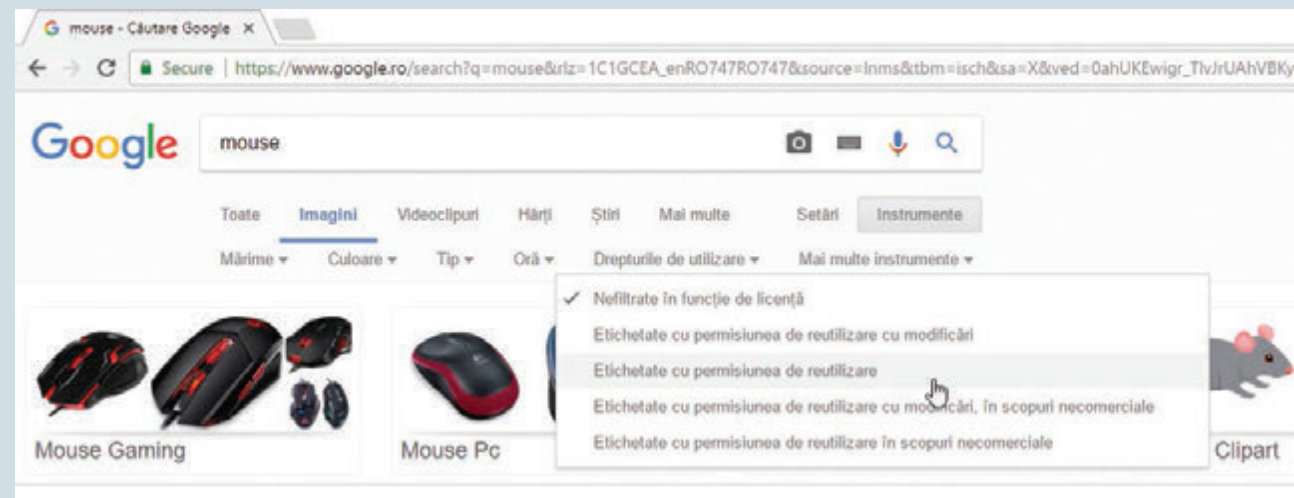 mouse - Căutare Google
Secure | https://www.google.ro/search?q=mouse&rlz=1C1GCEA_enRO747RO747&source=lnms&tbm=isch&sa=X&ved=0ahUKEwigr_TlvJrUAhVBKy
Google mouse
Toate Imagini Videoclipuri Hărți Știri Mai multe Setări Instrumente
Mărime Culoare Tip Oră Drepturile de utilizare Mai multe instrumente
Nefiltrate în funcție de licență
Etichetate cu permisiunea de reutilizare cu modificări
Etichetate cu permisiunea de reutilizare
Etichetate cu permisiunea de reutilizare cu modificări, în scopuri necomerciale
Etichetate cu permisiunea de reutilizare în scopuri necomerciale
Mouse Gaming Mouse Pc Clipart